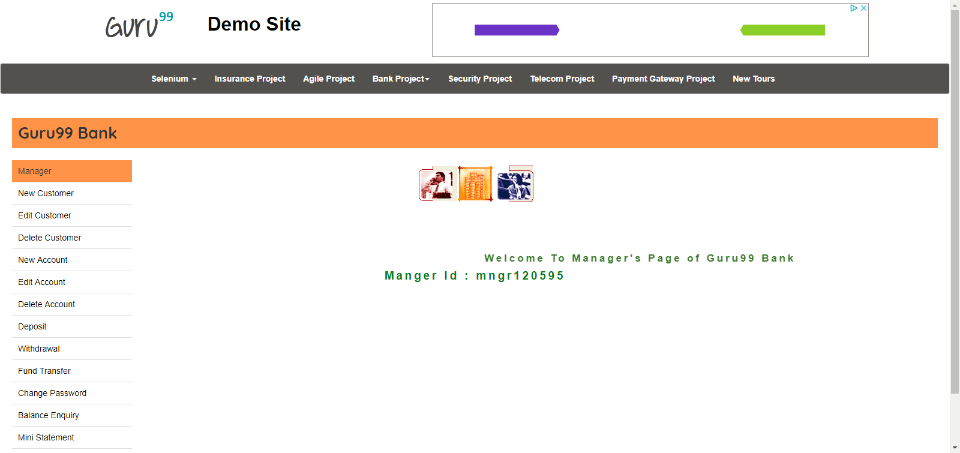 Guru99
Demo Site
Selenium Insurance Project Agile Project Bank Project Security Project Telecom Project Payment Gateway Project New Tours
Guru99 Bank
Manager
New Customer
Edit Customer
Delete Customer
New Account
Edit Account
Delete Account
Deposit
Withdrawal
Fund Transfer
Change Password
Balance Enquiry
Mini Statement
Welcome To Manager's Page of Guru99 Bank
Manger Id : mngr120595